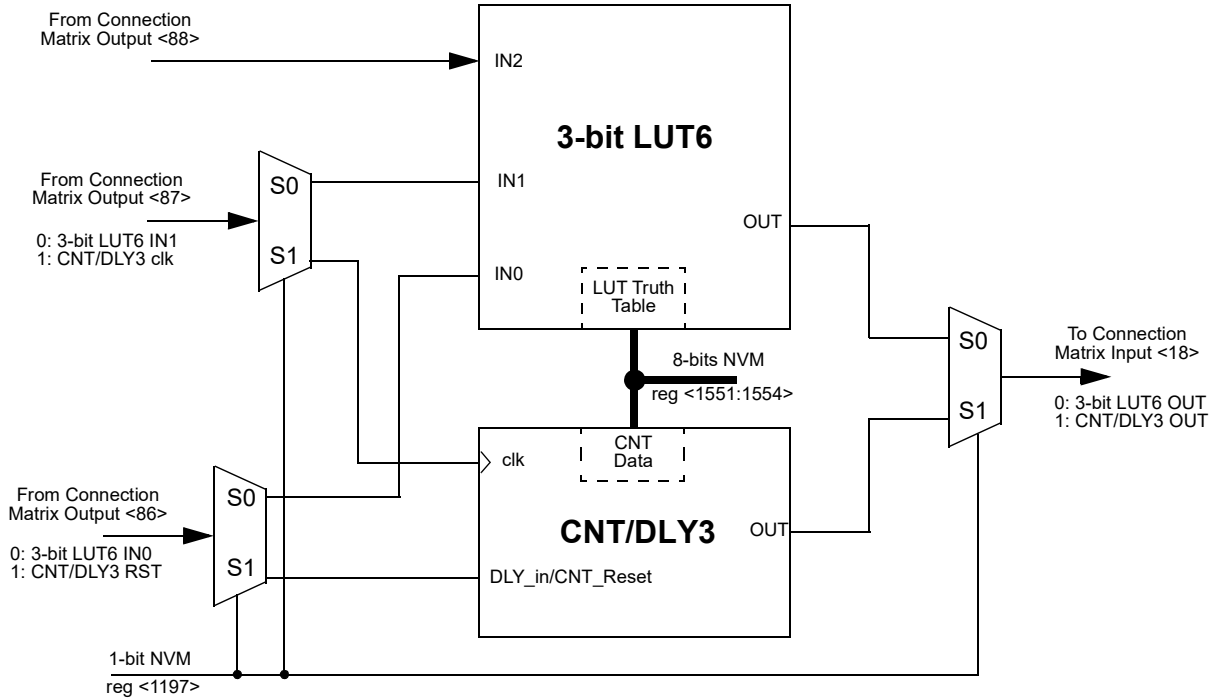 From Connection
Matrix Output <88>
IN2
3-bit LUT6
From Connection
Matrix Output <87>
S0
IN1
0: 3-bit LUT6 IN1
1: CNT/DLY3 clk
S1
IN0
OUT
LUT Truth
Table
8-bits NVM
reg <1551:1554>
S0
To Connection
Matrix Input <18>
S1
0: 3-bit LUT6 OUT
1: CNT/DLY3 OUT
CNT
Data
clk
From Connection
Matrix Output <86>
S0
CNT/DLY3
OUT
0: 3-bit LUT6 IN0
1: CNT/DLY3 RST
S1
DLY_in/CNT_Reset
1-bit NVM
reg <1197>